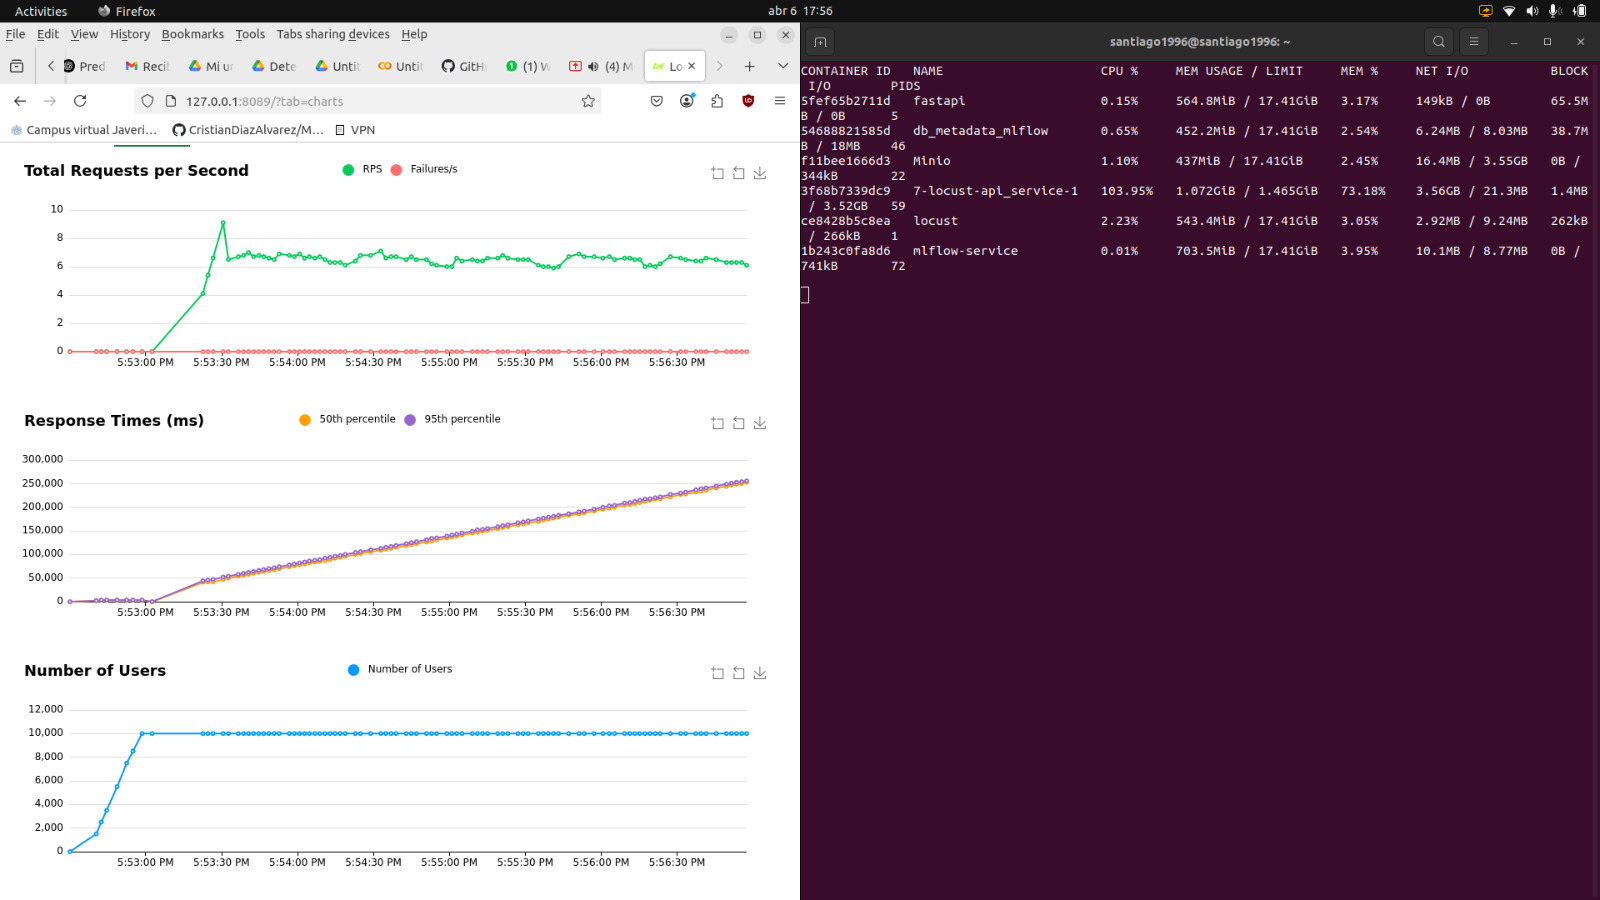 Activities Firefox abr 6 17:56
File Edit View History Bookmarks Tools Tabs sharing devices Help
Pred Recil Mi ur Dete Untit Untit GitHu (1) W (4) M Lo
127.0.0.1:8089/?tab=charts
Campus virtual Javeri... CristianDiazAlvarez/M... VPN
Total Requests per Second
RPS Failures/s
10
8
6
4
2
0
5:53:00 PM 5:53:30 PM 5:54:00 PM 5:54:30 PM 5:55:00 PM 5:55:30 PM 5:56:00 PM 5:56:30 PM
Response Times (ms)
50th percentile 95th percentile
300,000
250,000
200,000
150,000
100,000
50,000
0
5:53:00 PM 5:53:30 PM 5:54:00 PM 5:54:30 PM 5:55:00 PM 5:55:30 PM 5:56:00 PM 5:56:30 PM
Number of Users
Number of Users
12,000
10,000
8,000
6,000
4,000
2,000
0
5:53:00 PM 5:53:30 PM 5:54:00 PM 5:54:30 PM 5:55:00 PM 5:55:30 PM 5:56:00 PM 5:56:30 PM
santiago1996@santiago1996: ~
CONTAINER ID NAME CPU % MEM USAGE / LIMIT MEM % NET I/O BLOCK
I/O PIDS
5fef65b2711d fastapi 0.15% 564.8MiB / 17.41GiB 3.17% 149kB / 0B 65.5M
B / 0B 5
54688821585d db_metadata_mlflow 0.65% 452.2MiB / 17.41GiB 2.54% 6.24MB / 8.03MB 38.7M
B / 18MB 46
f11bee1666d3 Minio 1.10% 437MiB / 17.41GiB 2.45% 16.4MB / 3.55GB 0B /
344kB 22
3f68b7339dc9 7-locust-api_service-1 103.95% 1.072GiB / 1.465GiB 73.18% 3.56GB / 21.3MB 1.4MB
/ 3.52GB 59
ce8428b5c8ea locust 2.23% 543.4MiB / 17.41GiB 3.05% 2.92MB / 9.24MB 262kB
/ 266kB 1
1b243c0fa8d6 mlflow-service 0.01% 703.5MiB / 17.41GiB 3.95% 10.1MB / 8.77MB 0B /
741kB 72